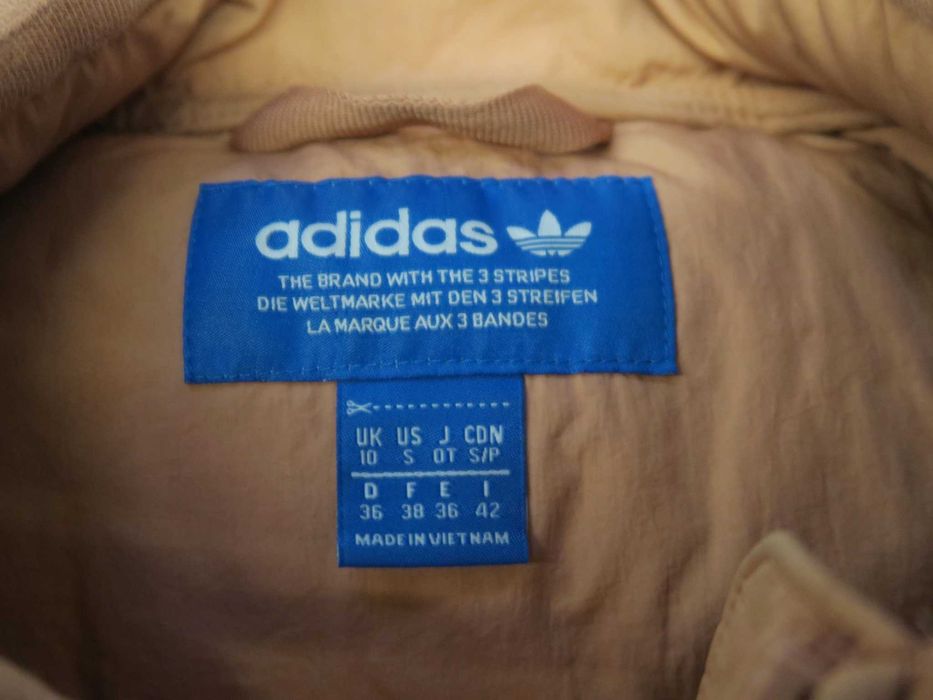 adidas
THE BRAND WITH THE 3 STRIPES
DIE WELTMARKE MIT DEN 3 STREIFEN
LA MARQUE AUX 3 BANDES
UK US J CDN
10 S OT S/P
D F E I
36 38 36 42
MADE IN VIETNAM